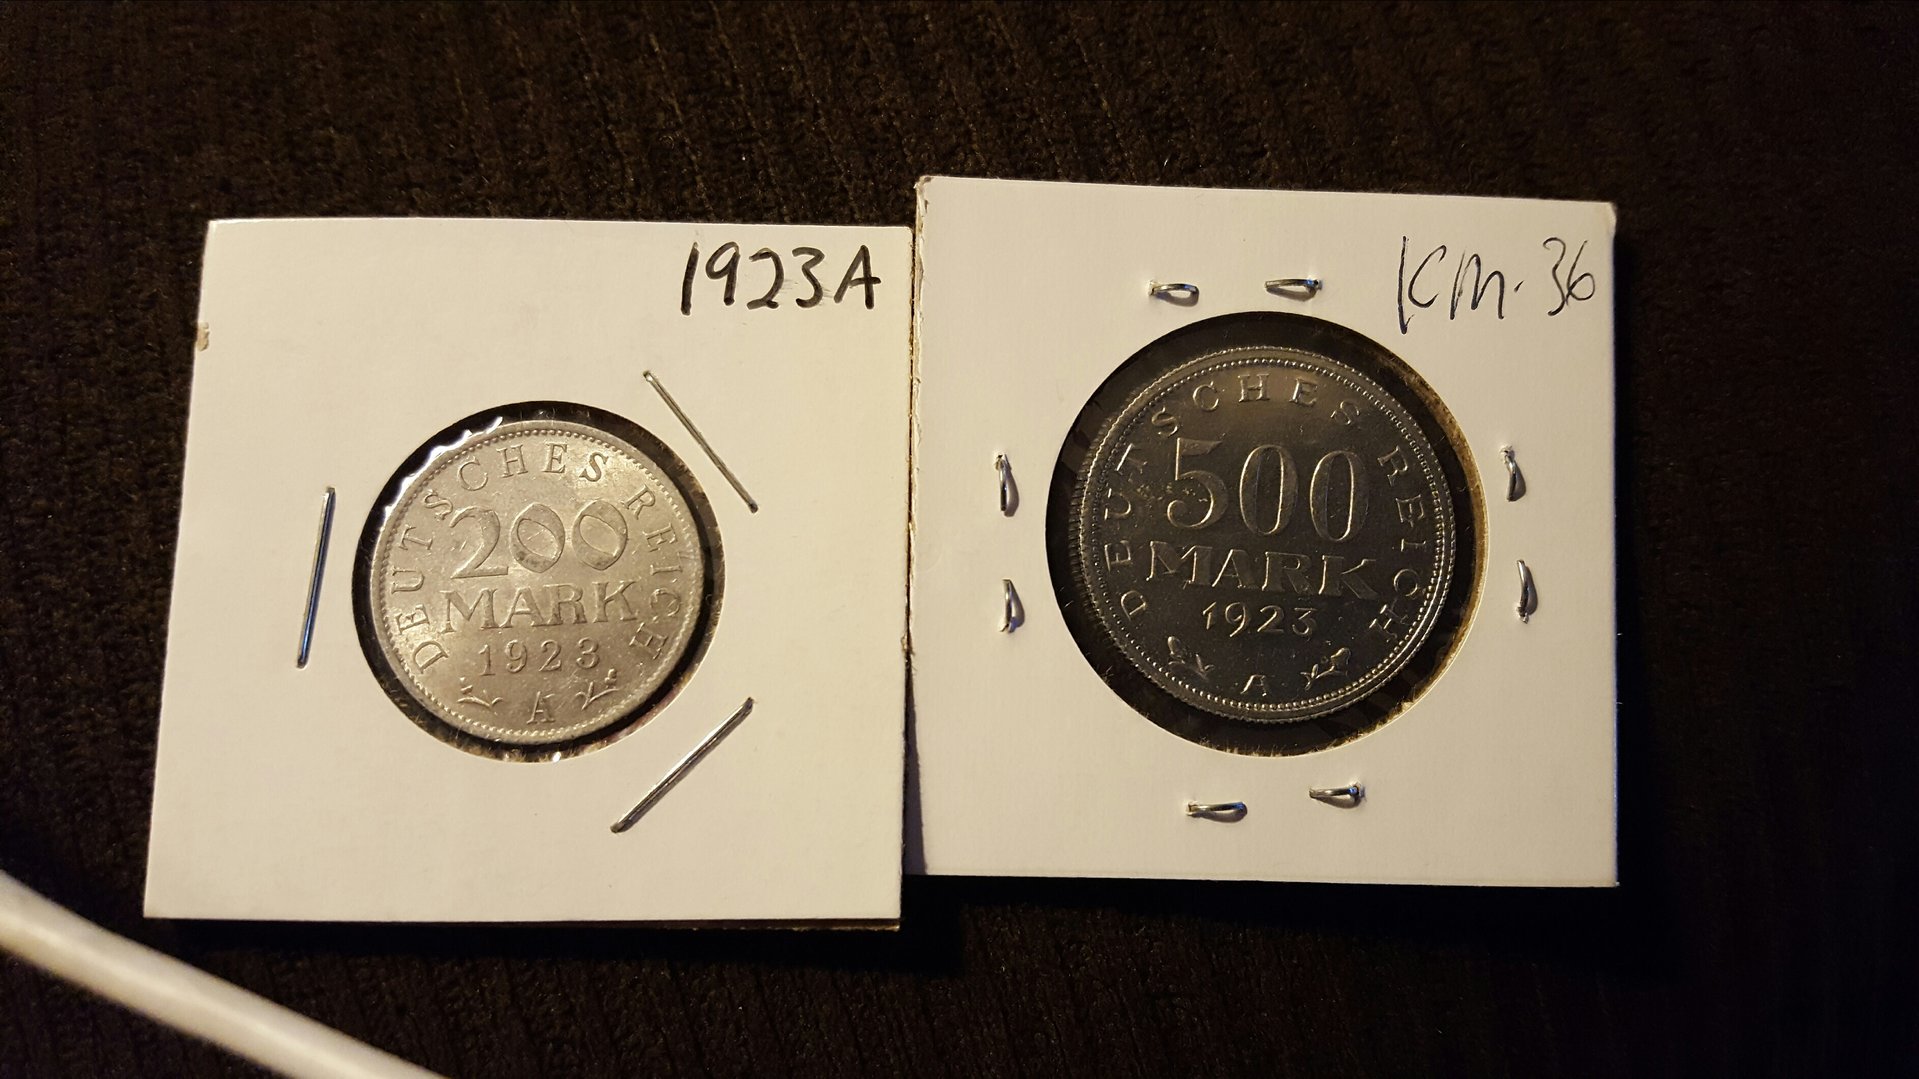 1923A
DEUTSCHES REICH
200
MARK
1923
A
KM. 36
DEUTSCHES REICH
500
MARK
1923
A